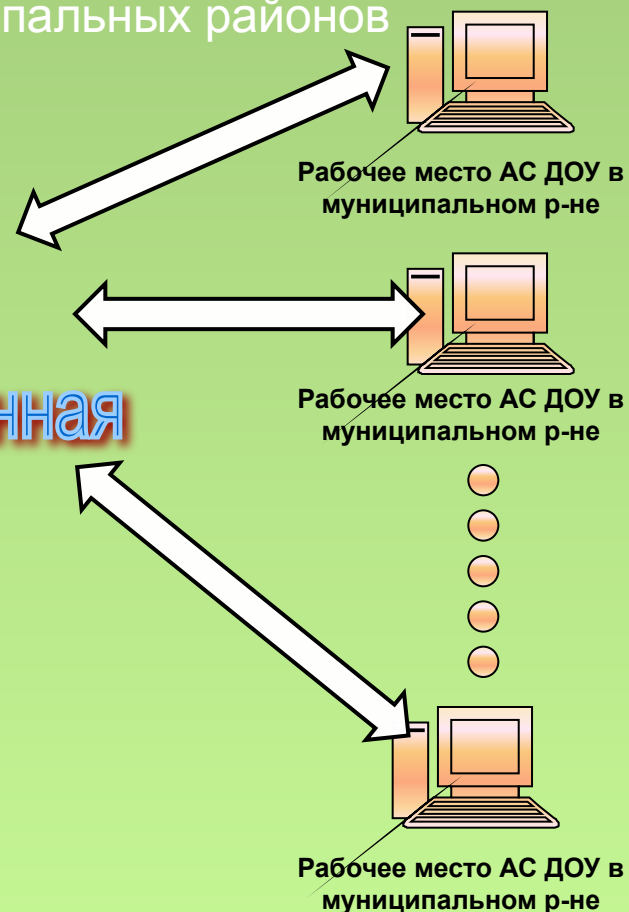 пальных районов
Рабочее место АС ДОУ в
муниципальном р-не
Рабочее место АС ДОУ в
нная
муниципальном р-не
Рабочее место АС ДОУ в
муниципальном р-не